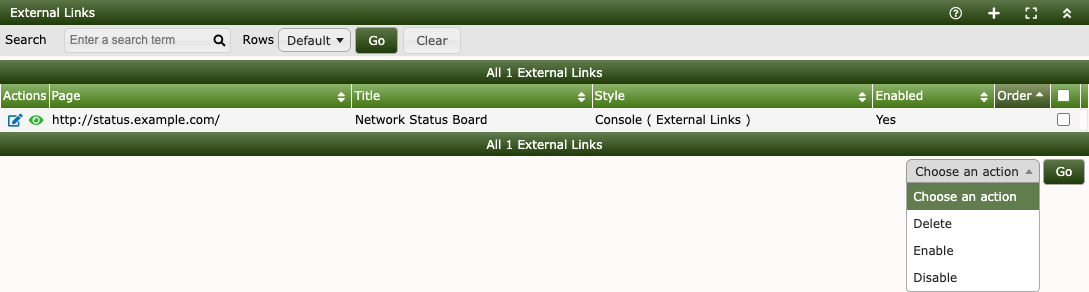 External Links
Search Enter a search term Rows Default Go Clear
All 1 External Links
Actions Page Title Style Enabled Order
http://status.example.com/ Network Status Board Console ( External Links ) Yes
All 1 External Links
Choose an action Go
Choose an action
Delete
Enable
Disable